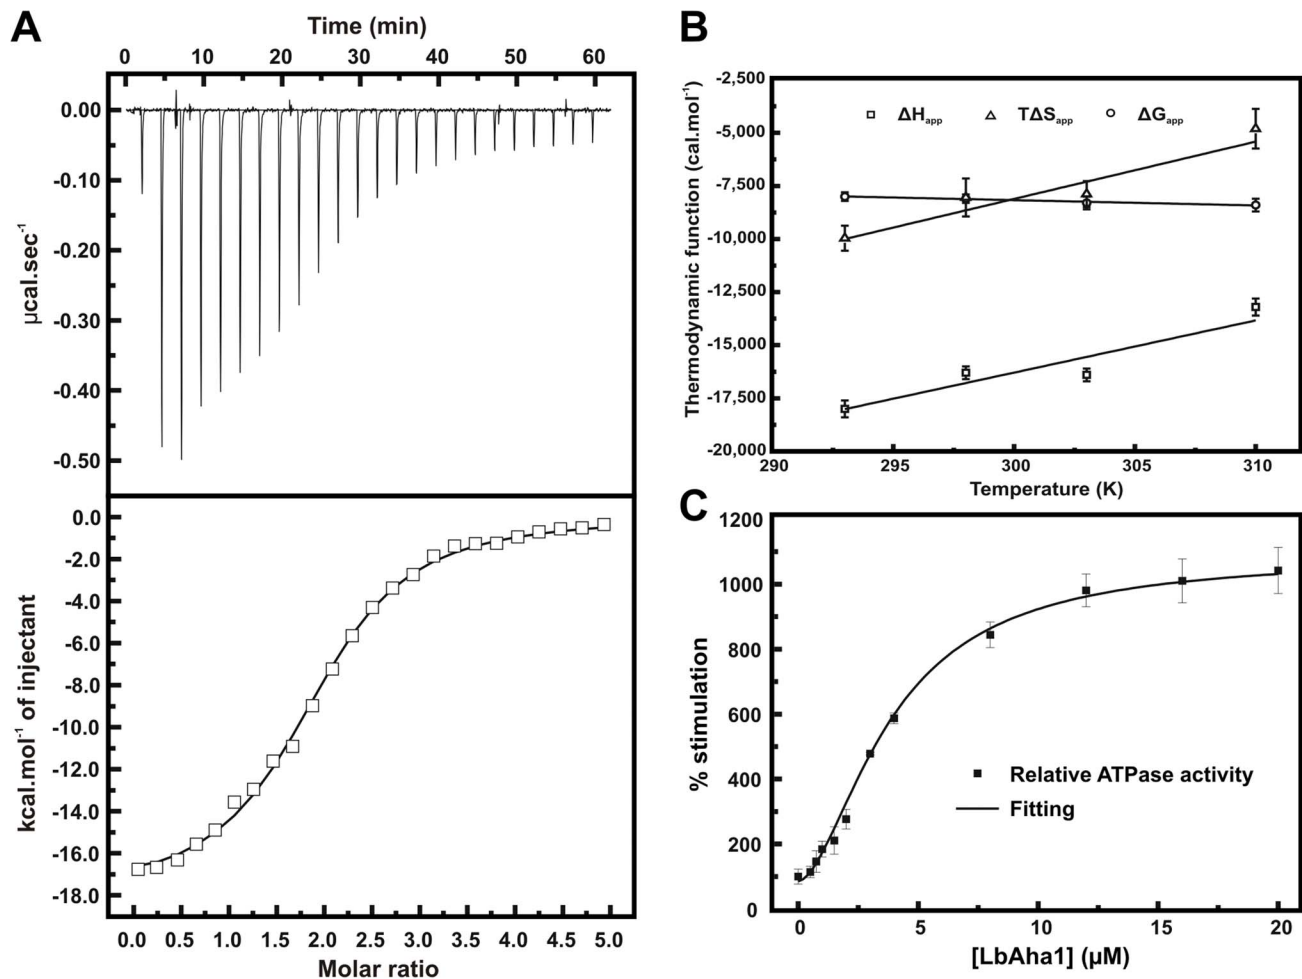 A
Time (min)
0 10 20 30 40 50 60
0.00
-0.10
-0.20
-0.30
-0.40
-0.50
µcal.sec⁻¹
0.0
-2.0
-4.0
-6.0
-8.0
-10.0
-12.0
-14.0
-16.0
-18.0
kcal.mol⁻¹ of injectant
0.0 0.5 1.0 1.5 2.0 2.5 3.0 3.5 4.0 4.5 5.0
Molar ratio
B
-2,500
-5,000
-7,500
-10,000
-12,500
-15,000
-17,500
-20,000
Thermodynamic function (cal.mol⁻¹)
ΔHapp TΔSapp ΔGapp
290 295 300 305 310
Temperature (K)
C
1200
1000
800
600
400
200
0
% stimulation
Relative ATPase activity
Fitting
0 5 10 15 20
[LbAha1] (µM)